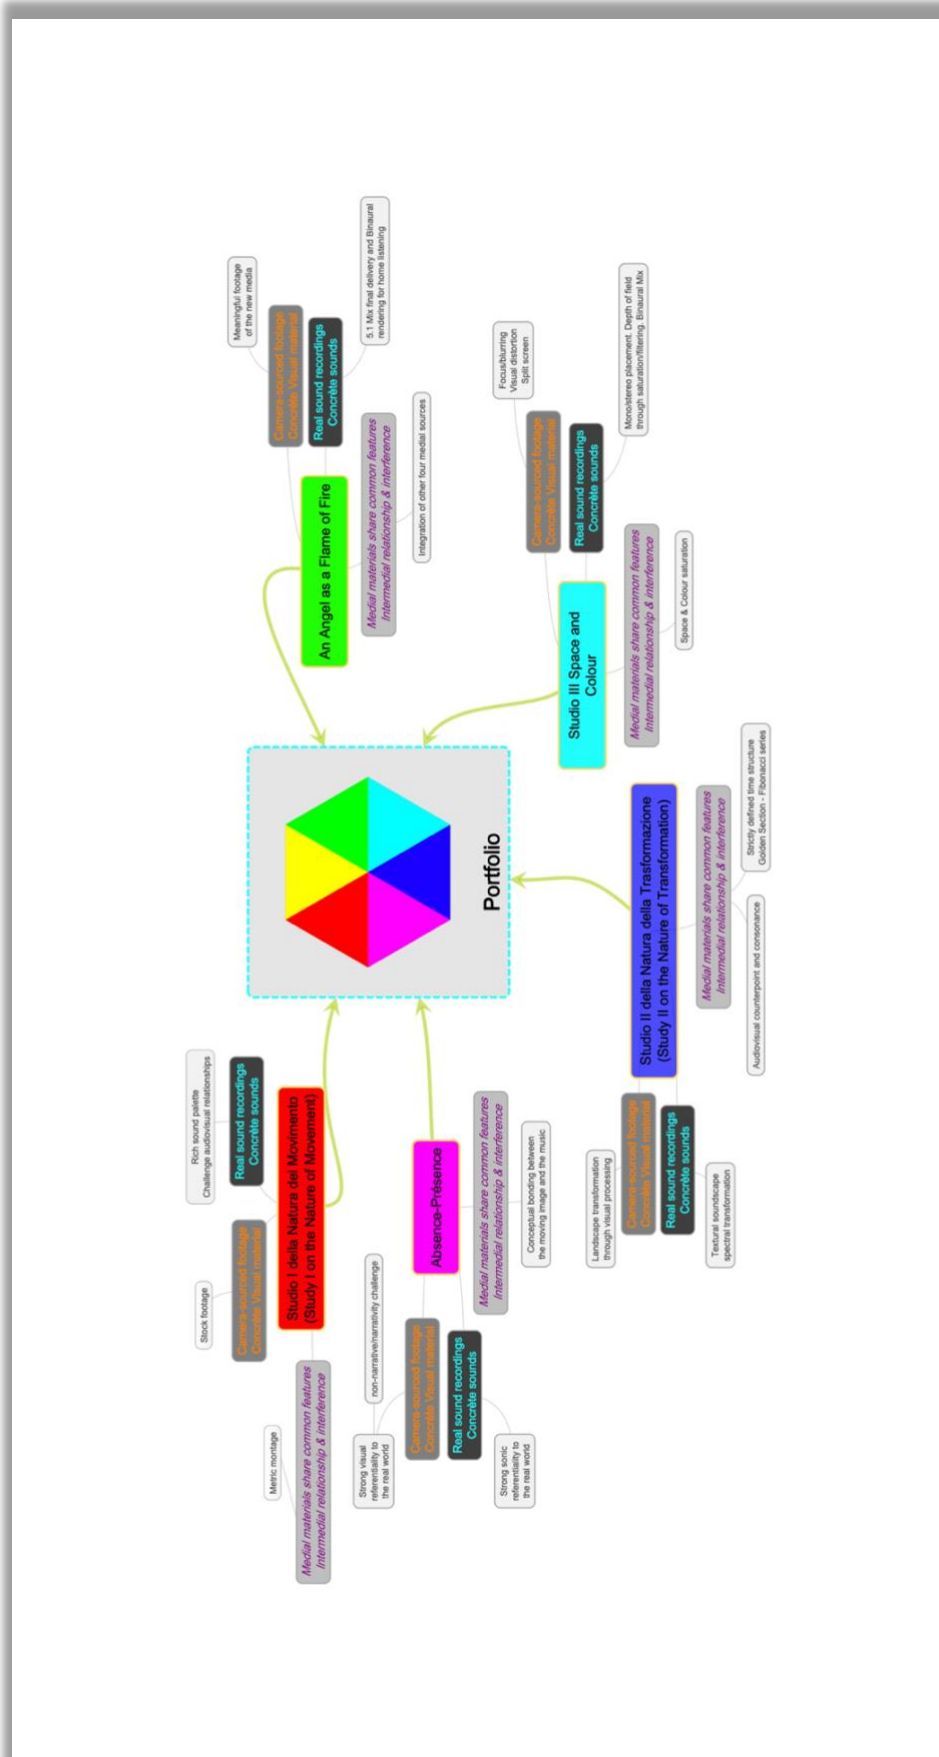 Portfolio
Studio I della Natura del Movimento
(Study I on the Nature of Movement)
Camera-sourced footage
Concrète Visual material
Stock footage
Real sound recordings
Concrète sounds
Rich sound palette
Challenge audiovisual relationships
Medial materials share common features
Intermedial relationship & interference
Metric montage
Absence-Présence
Camera-sourced footage
Concrète Visual material
Strong visual
referentiality to
the real world
non-narrative/narrativity challenge
Real sound recordings
Concrète sounds
Strong sonic
referentiality to
the real world
Medial materials share common features
Intermedial relationship & interference
Conceptual bonding between
the moving image and the music
Studio II della Natura della Trasformazione
(Study II on the Nature of Transformation)
Camera-sourced footage
Concrète Visual material
Landscape transformation
through visual processing
Real sound recordings
Concrète sounds
Textural soundscape
spectral transformation
Medial materials share common features
Intermedial relationship & interference
Audiovisual counterpoint and consonance
Strictly defined time structure
Golden Section - Fibonacci series
Studio III Space and
Colour
Camera-sourced footage
Concrète Visual material
Focus/blurring
Visual distortion
Split screen
Real sound recordings
Concrète sounds
Mono/stereo placement. Depth of field
through saturation/filtering. Binaural Mix
Medial materials share common features
Intermedial relationship & interference
Space & Colour saturation
An Angel as a Flame of Fire
Camera-sourced footage
Concrète Visual material
Meaningful footage
of the new media
Real sound recordings
Concrète sounds
5.1 Mix final delivery and Binaural
rendering for home listening
Medial materials share common features
Intermedial relationship & interference
Integration of other four medial sources